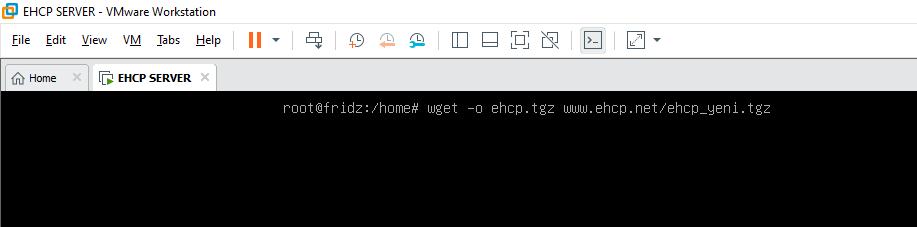 EHCP SERVER - VMware Workstation
File Edit View VM Tabs Help
Home EHCP SERVER
root@fridz:/home# wget -o ehcp.tgz www.ehcp.net/ehcp_yeni.tgz